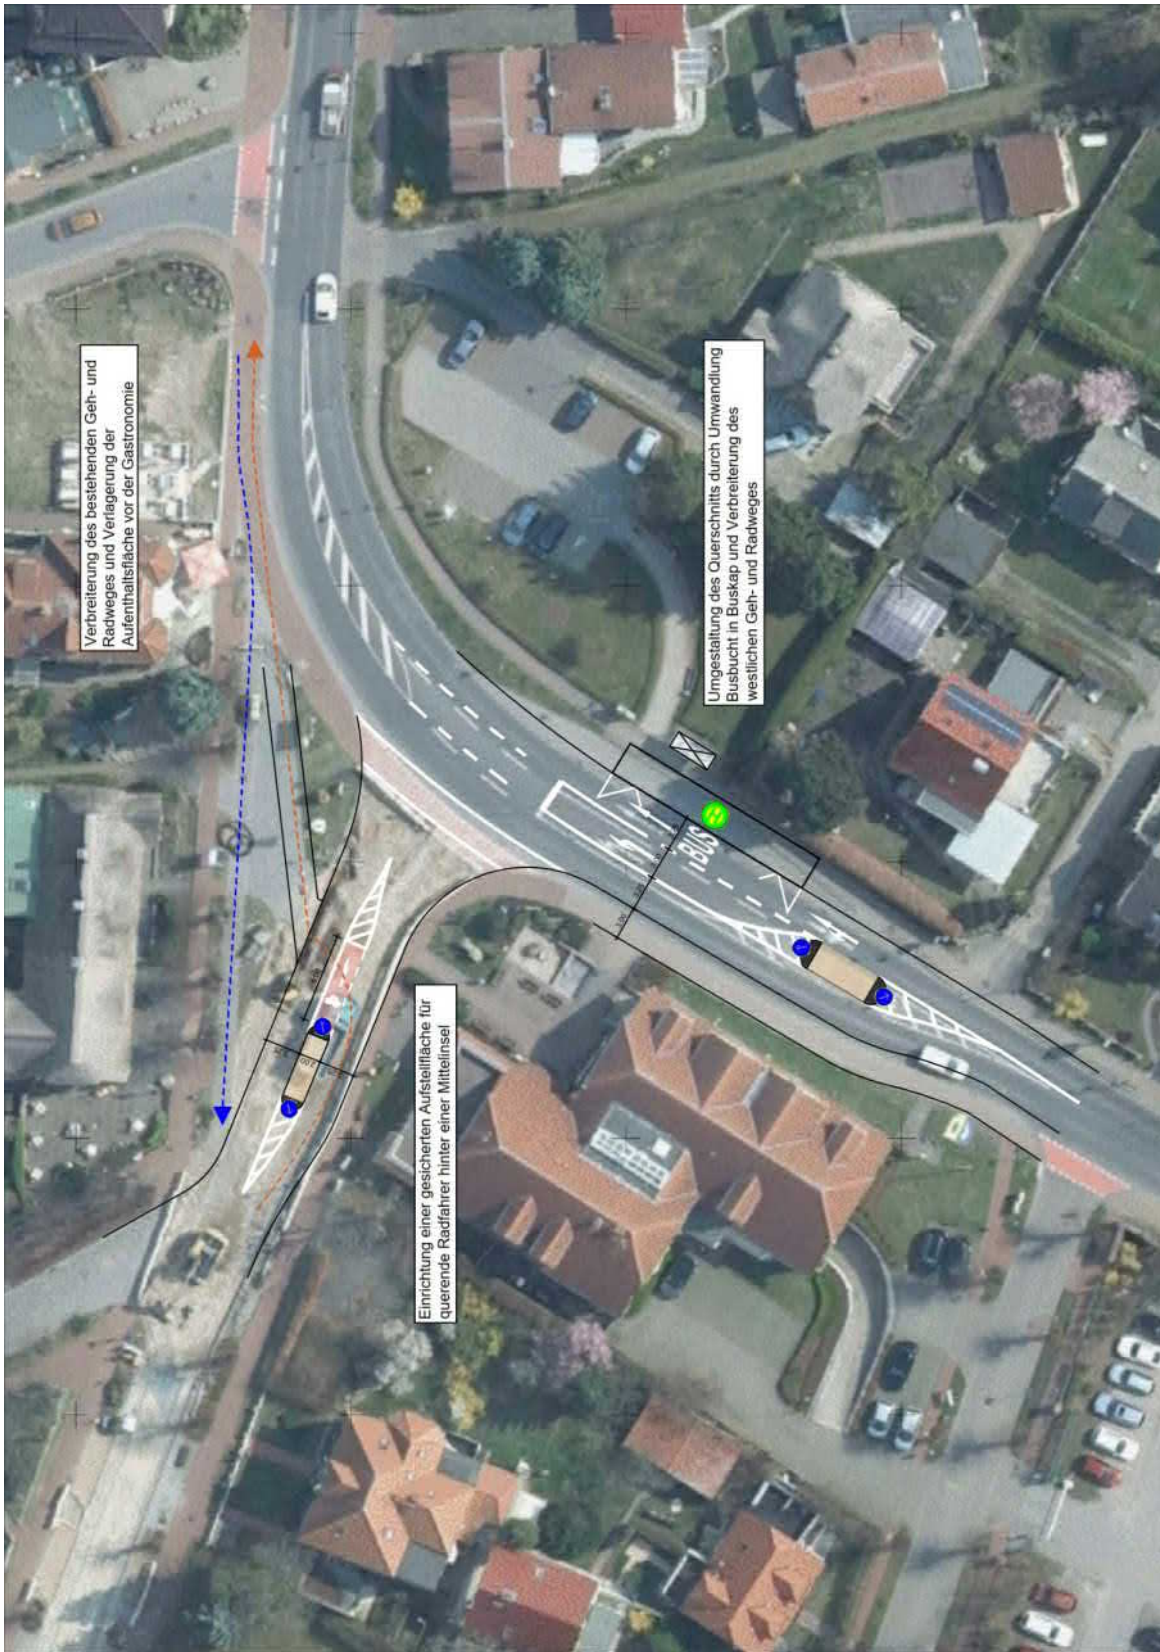 Verbreiterung des bestehenden Geh- und
Radweges und Verlagerung der
Aufenthaltsfläche vor der Gastronomie
Umgestaltung des Querschnitts durch Umwandlung
Busbucht in Buskap und Verbreiterung des
westlichen Geh- und Radweges
Einrichtung einer gesicherten Aufstellfläche für
querende Radfahrer hinter einer Mittelinsel
BUS